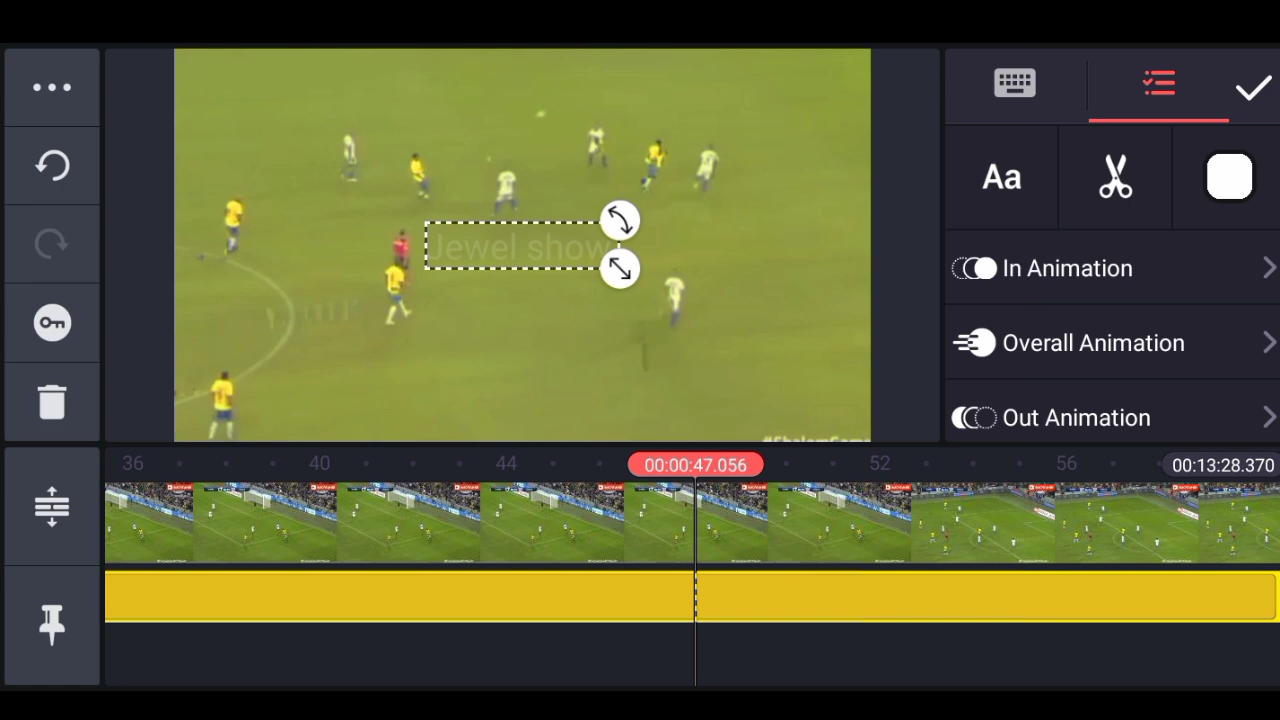 Jewel show
Aa
In Animation
Overall Animation
Out Animation
36
40
44
00:00:47.056
52
56
00:13:28.370